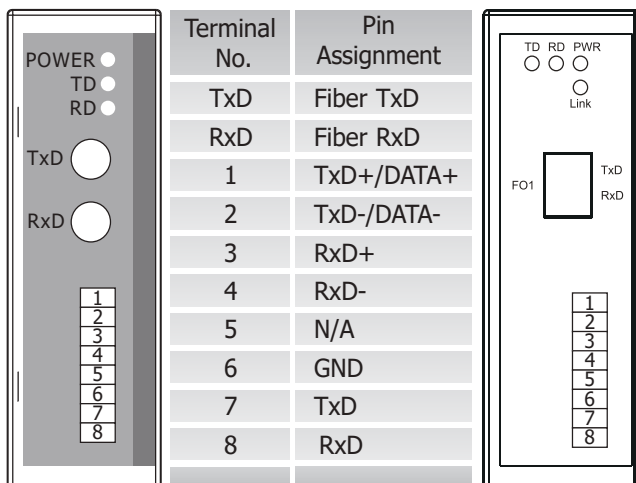 POWER
TD
RD
TxD
RxD
1
2
3
4
5
6
7
8
Terminal No. Pin Assignment
TxD Fiber TxD
RxD Fiber RxD
1 TxD+/DATA+
2 TxD-/DATA-
3 RxD+
4 RxD-
5 N/A
6 GND
7 TxD
8 RxD
TD RD PWR
Link
FO1
TxD
RxD
1
2
3
4
5
6
7
8